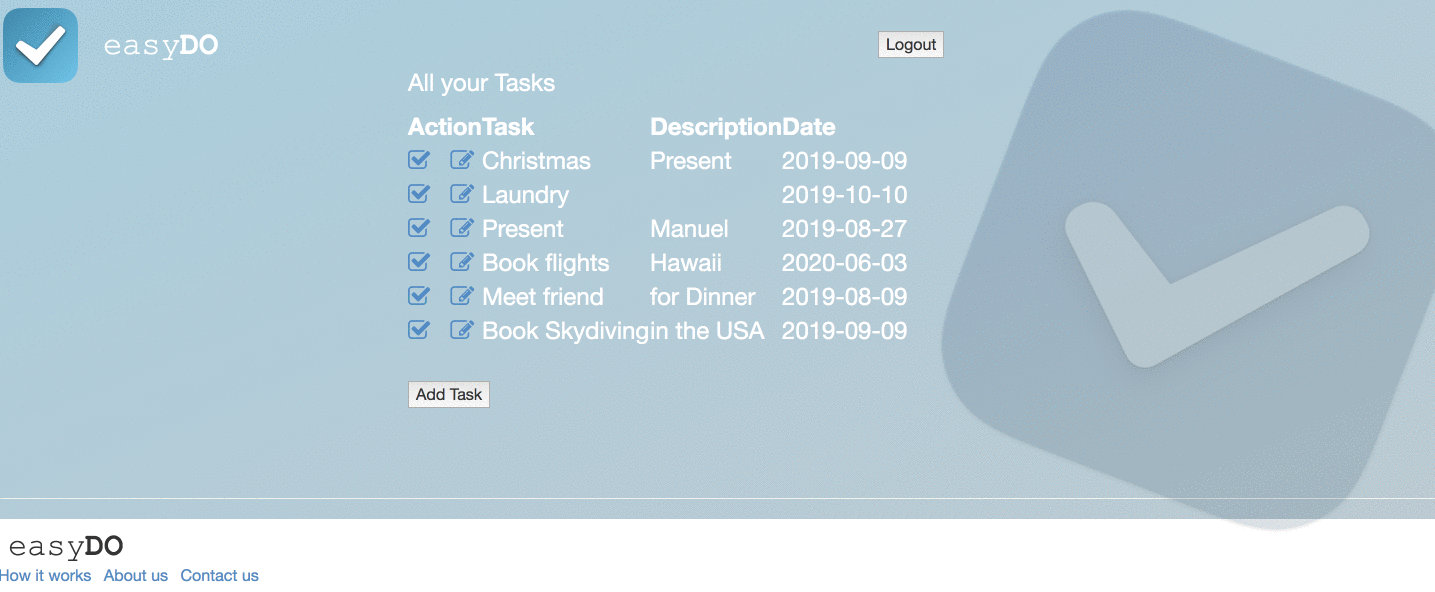 easyDO
Logout
All your Tasks
Action Task Description Date
Christmas Present 2019-09-09
Laundry 2019-10-10
Present Manuel 2019-08-27
Book flights Hawaii 2020-06-03
Meet friend for Dinner 2019-08-09
Book Skydiving in the USA 2019-09-09
Add Task
easyDO
How it works About us Contact us